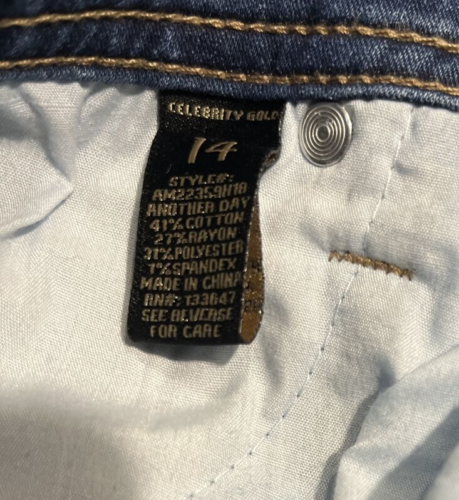 CELEBRITY GOLD
14
STYLE#:
AM22359H18
ANOTHER DAY
41% COTTON
27% RAYON
31% POLYESTER
1% SPANDEX
MADE IN CHINA
RN#: 133647
SEE REVERSE
FOR CARE